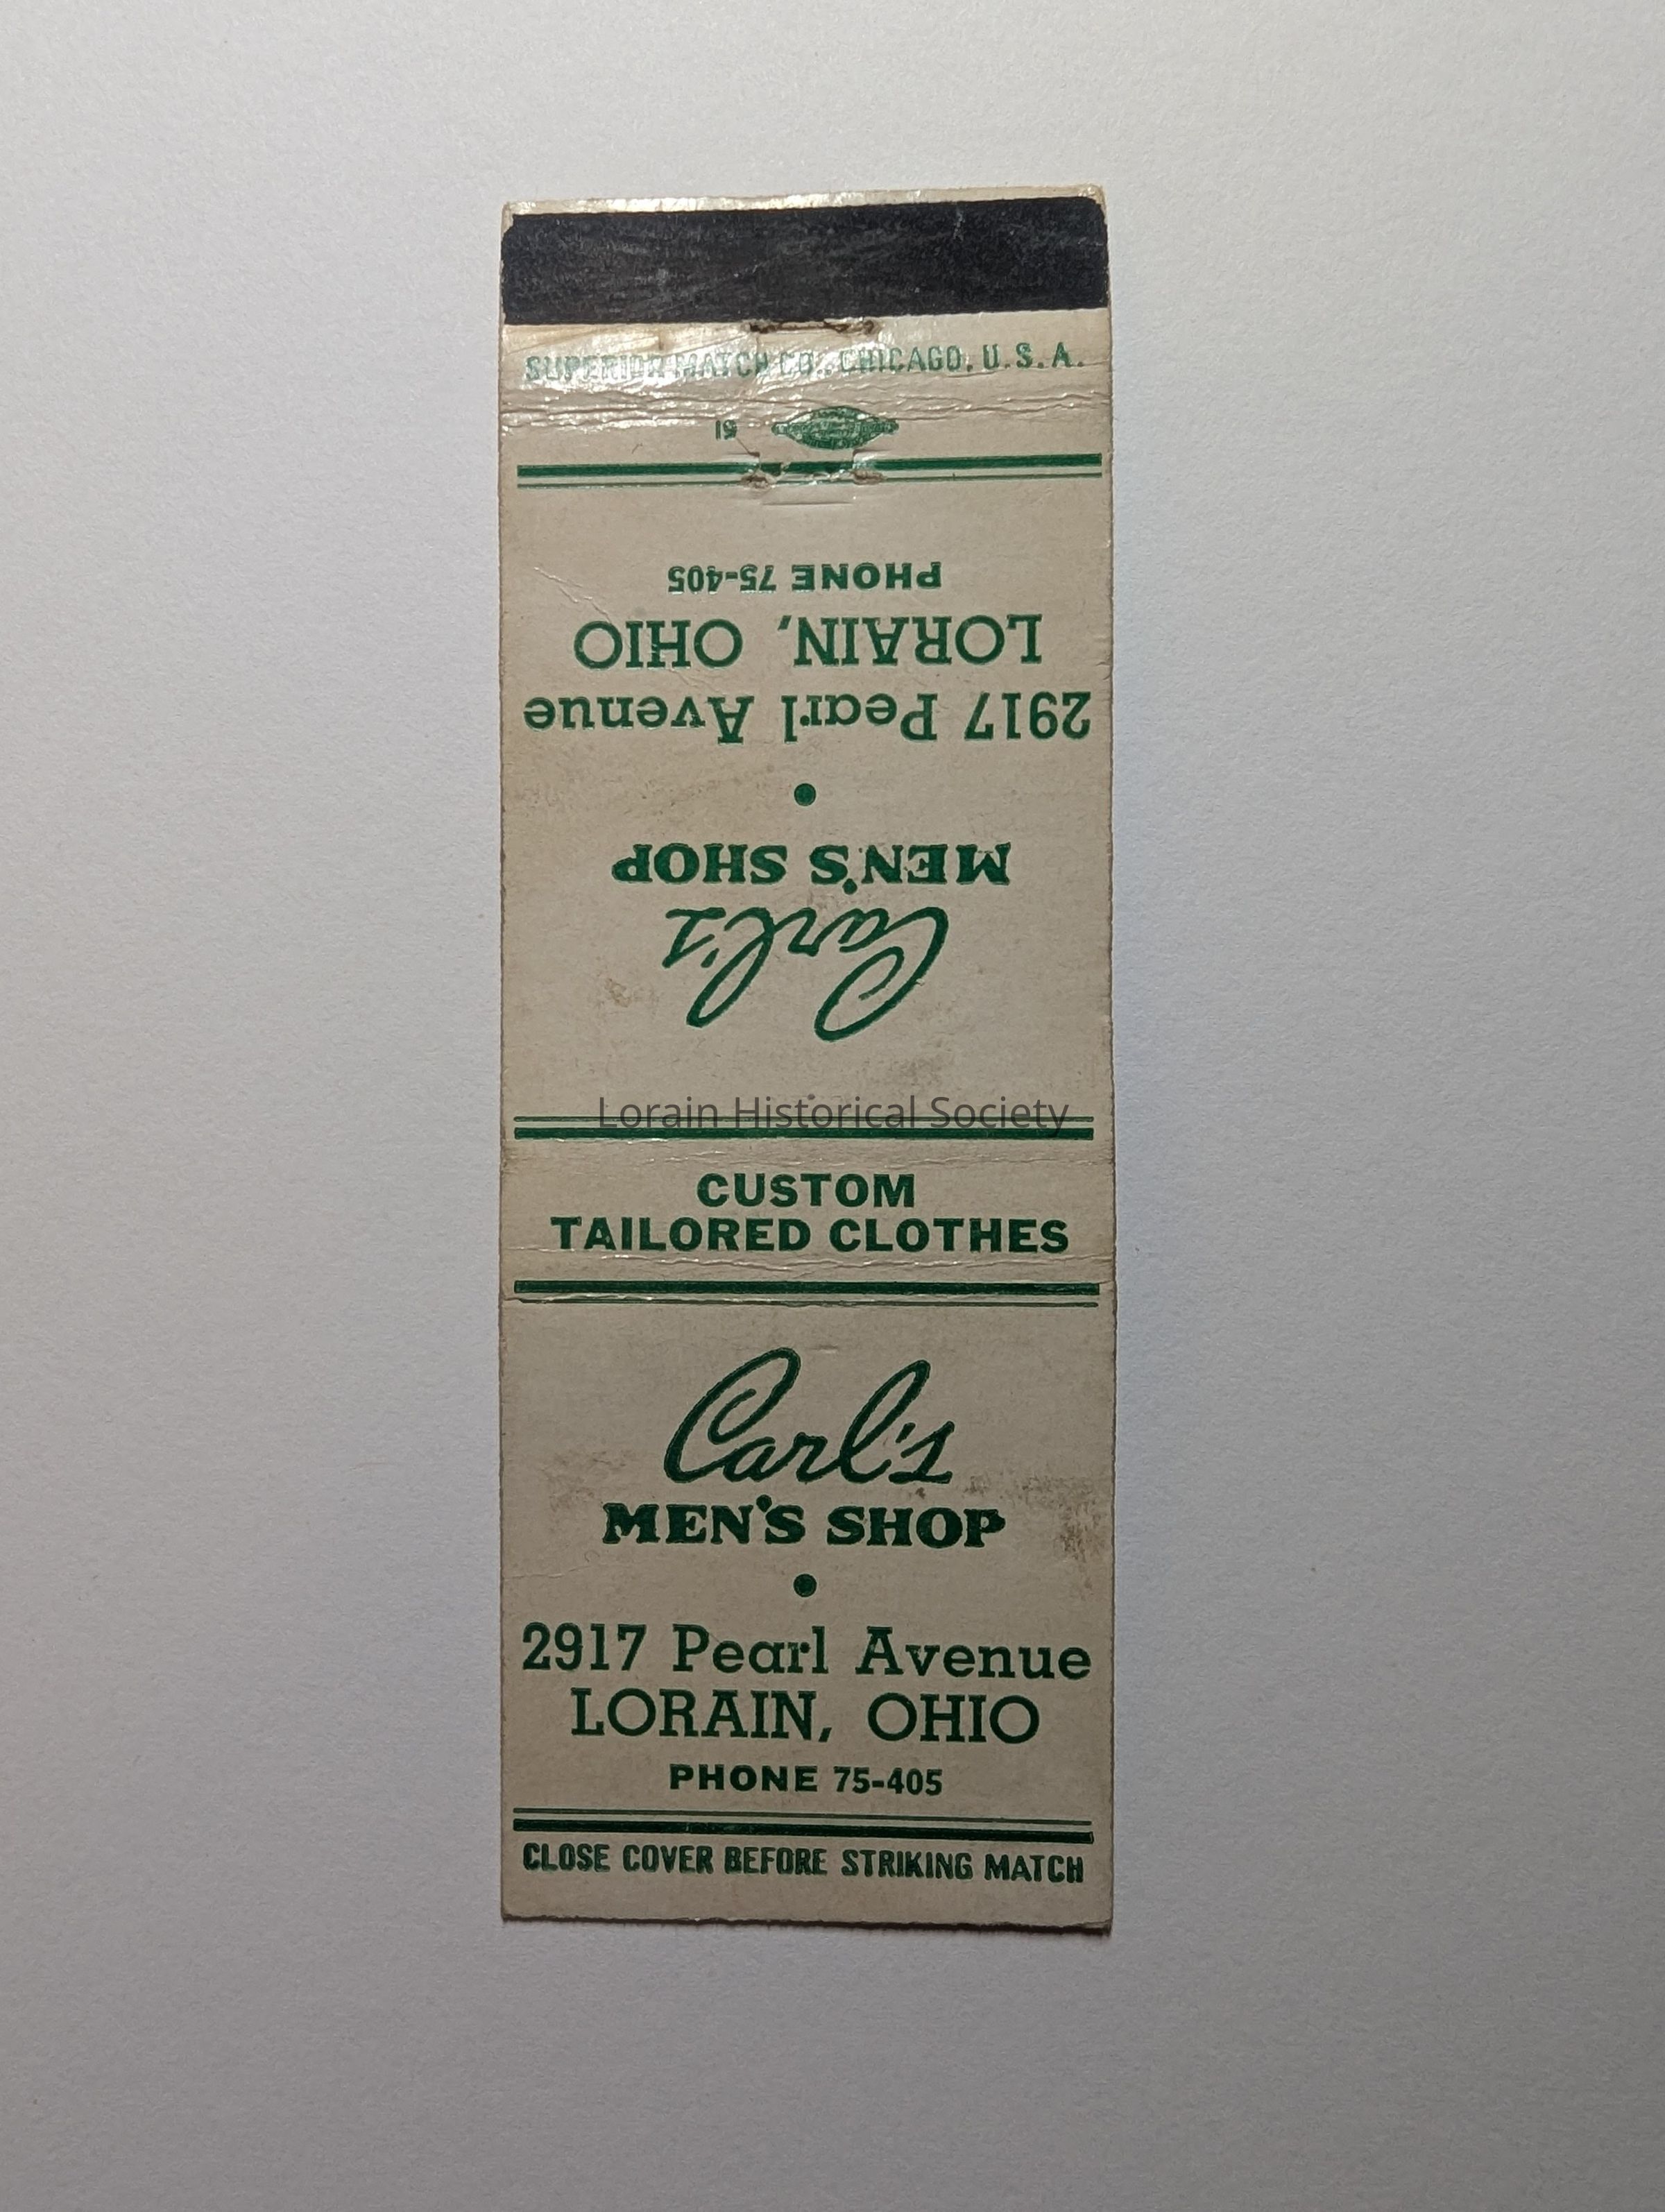 SUPERIOR MATCH CO., CHICAGO, U.S.A.
51
Carl's
MEN'S SHOP
•
2917 Pearl Avenue
LORAIN, OHIO
PHONE 75-405
Lorain Historical Society
CUSTOM
TAILORED CLOTHES
Carl's
MEN'S SHOP
•
2917 Pearl Avenue
LORAIN, OHIO
PHONE 75-405
CLOSE COVER BEFORE STRIKING MATCH